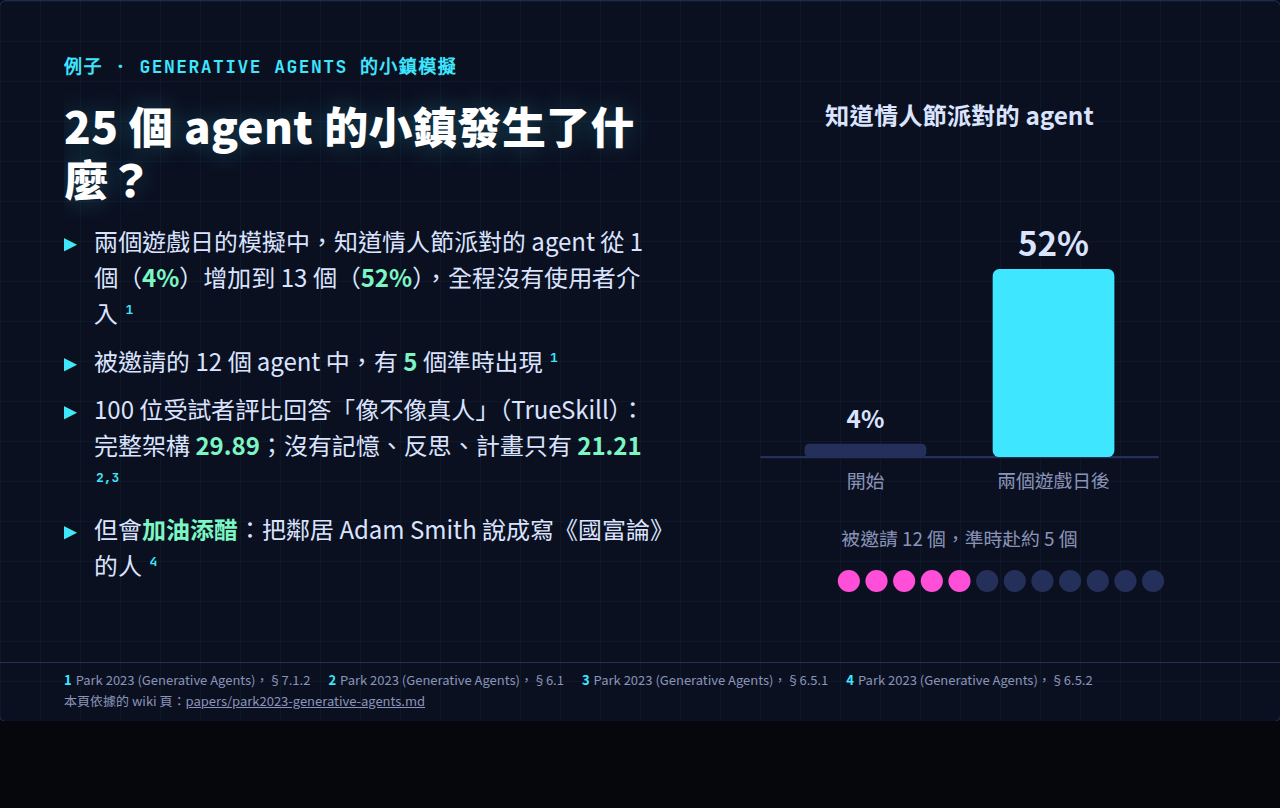 例子 · GENERATIVE AGENTS 的小鎮模擬
25 個 agent 的小鎮發生了什
麼？
▶ 兩個遊戲日的模擬中，知道情人節派對的 agent 從 1
個（4%）增加到 13 個（52%），全程沒有使用者介
入 1
▶ 被邀請的 12 個 agent 中，有 5 個準時出現 1
▶ 100 位受試者評比回答「像不像真人」（TrueSkill）：
完整架構 29.89；沒有記憶、反思、計畫只有 21.21
2,3
▶ 但會加油添醋：把鄰居 Adam Smith 說成寫《國富論》
的人 4
知道情人節派對的 agent
52%
4%
開始
兩個遊戲日後
被邀請 12 個，準時赴約 5 個
1 Park 2023 (Generative Agents)，§7.1.2 2 Park 2023 (Generative Agents)，§6.1 3 Park 2023 (Generative Agents)，§6.5.1 4 Park 2023 (Generative Agents)，§6.5.2
本頁依據的 wiki 頁：papers/park2023-generative-agents.md